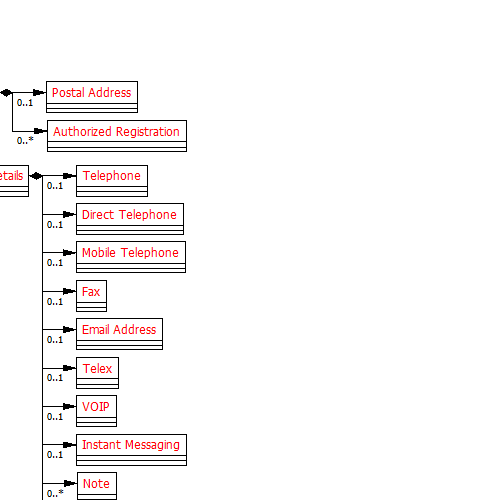 Postal Address
0..1
Authorized Registration
0..*
etails
Telephone
0..1
Direct Telephone
0..1
Mobile Telephone
0..1
Fax
0..1
Email Address
0..1
Telex
0..1
VOIP
0..1
Instant Messaging
0..1
Note
0..*